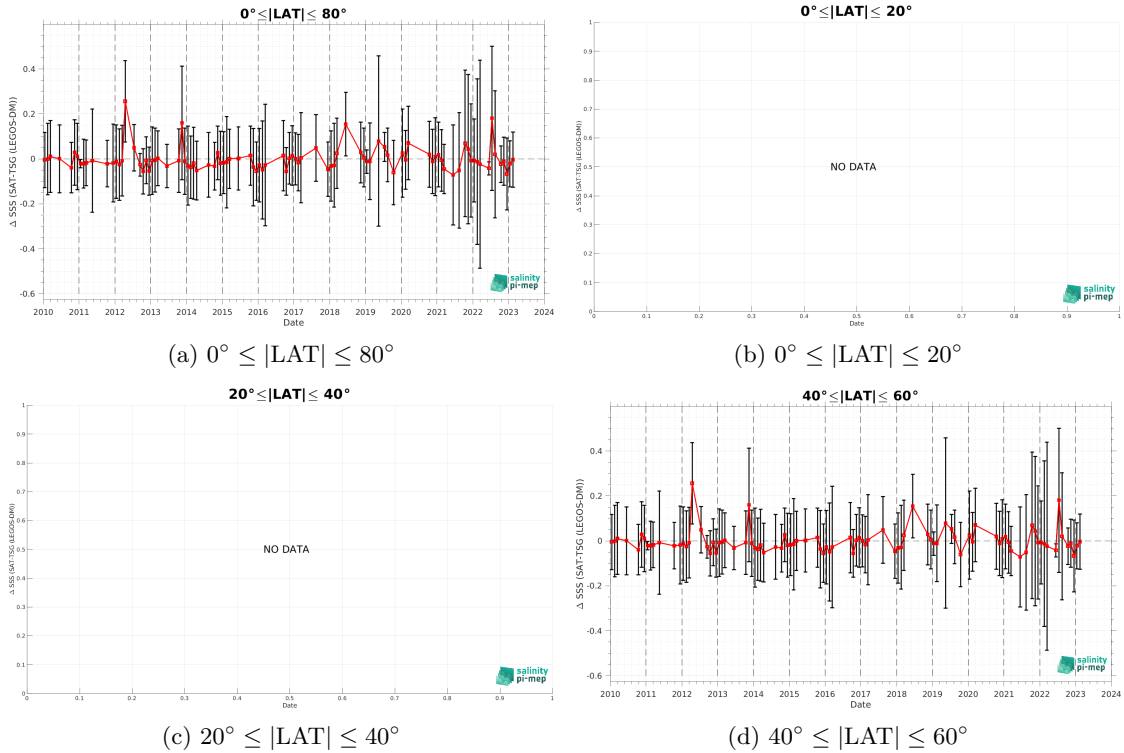 0°≤|LAT|≤ 80°
Δ SSS (SAT-TSG (LEGOS-DM))
0.4
0.2
0
-0.2
-0.4
-0.6
2010 2011 2012 2013 2014 2015 2016 2017 2018 2019 2020 2021 2022 2023 2024
Date
salinity
pi-mep
(a) 0° ≤ |LAT| ≤ 80°
0°≤|LAT|≤ 20°
Δ SSS (SAT-TSG (LEGOS-DM))
1
0.9
0.8
0.7
0.6
0.5
0.4
0.3
0.2
0.1
0
NO DATA
0 0.1 0.2 0.3 0.4 0.5 0.6 0.7 0.8 0.9 1
Date
salinity
pi-mep
(b) 0° ≤ |LAT| ≤ 20°
20°≤|LAT|≤ 40°
Δ SSS (SAT-TSG (LEGOS-DM))
1
0.9
0.8
0.7
0.6
0.5
0.4
0.3
0.2
0.1
0
NO DATA
0 0.1 0.2 0.3 0.4 0.5 0.6 0.7 0.8 0.9 1
Date
salinity
pi-mep
(c) 20° ≤ |LAT| ≤ 40°
40°≤|LAT|≤ 60°
Δ SSS (SAT-TSG (LEGOS-DM))
0.4
0.2
0
-0.2
-0.4
-0.6
2010 2011 2012 2013 2014 2015 2016 2017 2018 2019 2020 2021 2022 2023 2024
Date
salinity
pi-mep
(d) 40° ≤ |LAT| ≤ 60°